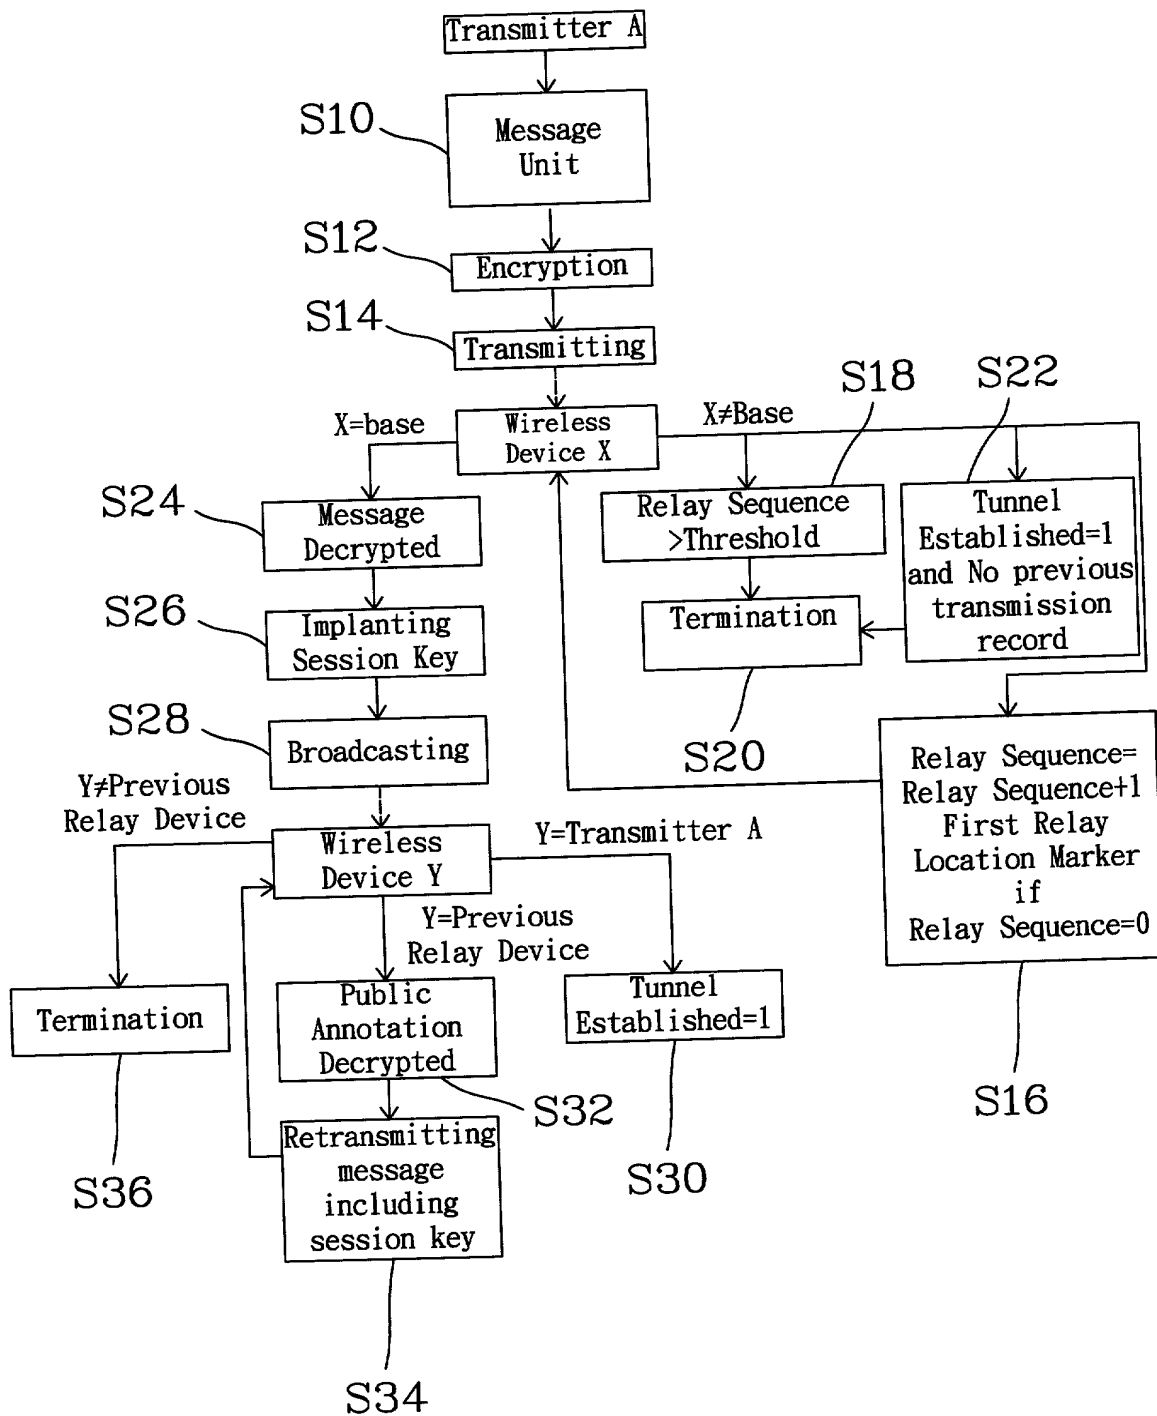 Transmitter A
S10
Message
Unit
S12
Encryption
S14
Transmitting
S18
S22
X=base
Wireless
Device X
X≠Base
S24
Message
Decrypted
Relay Sequence
>Threshold
Tunnel
Established=1
and No previous
transmission
record
S26
Implanting
Session Key
Termination
S28
Broadcasting
S20
Relay Sequence=
Relay Sequence+1
First Relay
Location Marker
if
Relay Sequence=0
Y≠Previous
Relay Device
Wireless
Device Y
Y=Transmitter A
Y=Previous
Relay Device
Termination
Public
Annotation
Decrypted
Tunnel
Established=1
S16
S32
S36
Retransmitting
message
including
session key
S30
S34